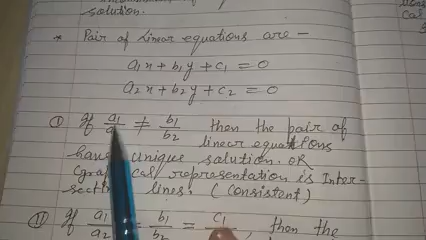 solution.
* Pair of linear equations are -
a₁x + b₁y + c₁ = 0
a₂x + b₂y + c₂ = 0
① If a₁/a ≠ b₁/b₂ then the pair of
linear equations
have unique solution. OR
Graphical representation is Inter-
secting lines. (consistent)
② If a₁/a₂ = b₁/b₂ = c₁ , then the